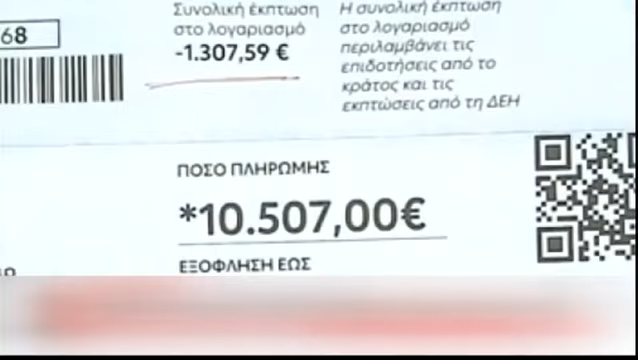 68
Συνολική έκπτωση
στο λογαριασμό
-1.307,59 €
Η συνολική έκπτωση
στο λογαριασμό
περιλαμβάνει τις
επιδοτήσεις από το
κράτος και τις
εκπτώσεις από τη ΔΕΗ
ΠΟΣΟ ΠΛΗΡΩΜΗΣ
*10.507,00€
ΕΞΟΦΛΗΣΗ ΕΩΣ